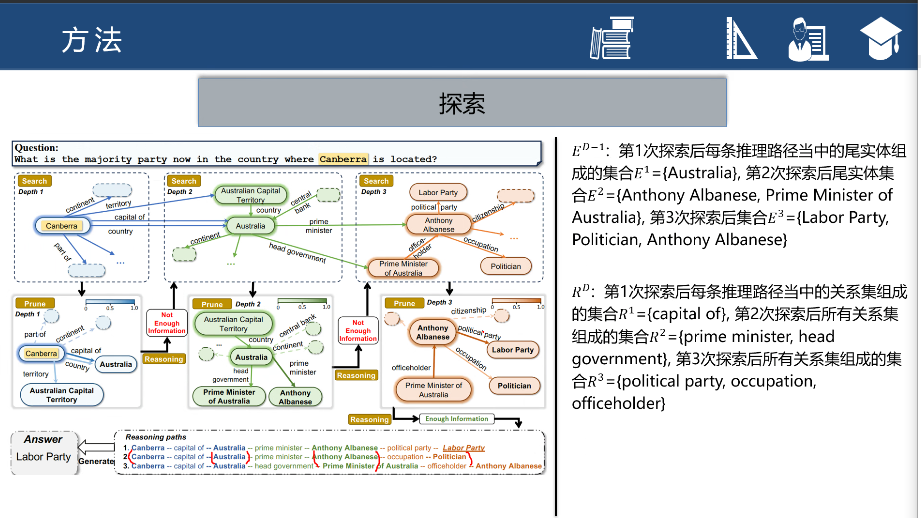 方法
探索
Question:
What is the majority party now in the country where Canberra is located?
Search
Depth 1
continent
territory
Canberra
capital of
country
part of
...
Search
Depth 2
Australian Capital
Territory
country
central
bank
Australia
prime
minister
continent
head government
...
Search
Depth 3
Labor Party
political party
citizenship
Anthony
Albanese
...
office-
holder
occupation
Prime Minister
of Australia
Politician
Prune
Depth 1
0
0.5
1.0
part of
continent
Canberra
capital of
country
Australia
territory
Australian Capital
Territory
Not
Enough
Information
Reasoning
Prune
Depth 2
0
0.5
1.0
Australian Capital
Territory
country
central bank
Australia
continent
...
head
government
prime
minister
Prime Minister
of Australia
Anthony
Albanese
Not
Enough
Information
Reasoning
Prune
Depth 3
0
0.5
1.0
citizenship
Anthony
Albanese
political party
Labor Party
occupation
officeholder
Prime Minister of
Australia
Politician
Reasoning
Enough Information
Answer
Labor Party
Generate
Reasoning paths
1. Canberra -- capital of -- Australia -- prime minister -- Anthony Albanese -- political party -- Labor Party
2. Canberra -- capital of -- Australia -- prime minister -- Anthony Albanese -- occupation -- Politician
3. Canberra -- capital of -- Australia -- head government -- Prime Minister of Australia -- officeholder -- Anthony Albanese
E^{D−1}：第1次探索后每条推理路径当中的尾实体组
成的集合E^1={Australia}, 第2次探索后尾实体集
合E^2={Anthony Albanese, Prime Minister of
Australia}, 第3次探索后集合E^3={Labor Party,
Politician, Anthony Albanese}
R^D：第1次探索后每条推理路径当中的关系集组成
的集合R^1={capital of}, 第2次探索后所有关系集
组成的集合R^2={prime minister, head
government}, 第3次探索后所有关系集组成的集
合R^3={political party, occupation,
officeholder}